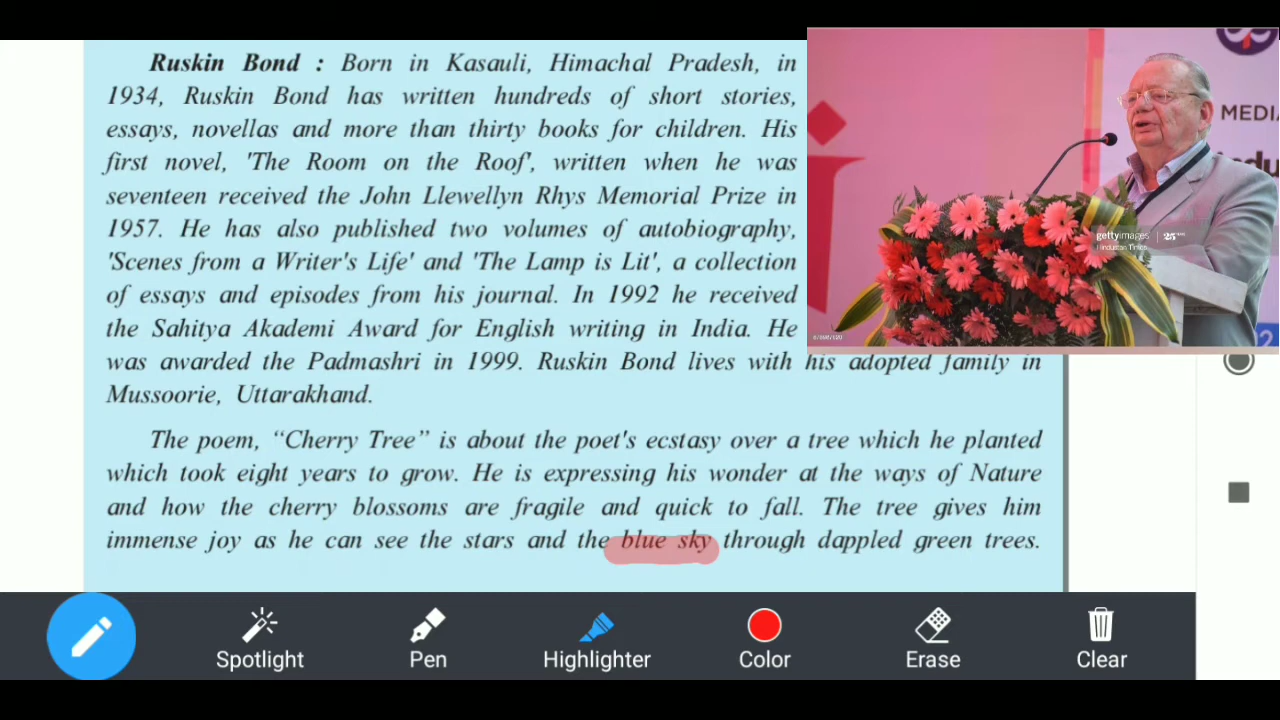 Ruskin Bond : Born in Kasauli, Himachal Pradesh, in
1934, Ruskin Bond has written hundreds of short stories,
essays, novellas and more than thirty books for children. His
first novel, 'The Room on the Roof', written when he was
seventeen received the John Llewellyn Rhys Memorial Prize in
1957. He has also published two volumes of autobiography,
'Scenes from a Writer's Life' and 'The Lamp is Lit', a collection
of essays and episodes from his journal. In 1992 he received
the Sahitya Akademi Award for English writing in India. He
was awarded the Padmashri in 1999. Ruskin Bond lives with his adopted family in
Mussoorie, Uttarakhand.
The poem, “Cherry Tree” is about the poet's ecstasy over a tree which he planted
which took eight years to grow. He is expressing his wonder at the ways of Nature
and how the cherry blossoms are fragile and quick to fall. The tree gives him
immense joy as he can see the stars and the blue sky through dappled green trees.
MEDIA
gettyimages
Hindustan Times
Spotlight
Pen
Highlighter
Color
Erase
Clear